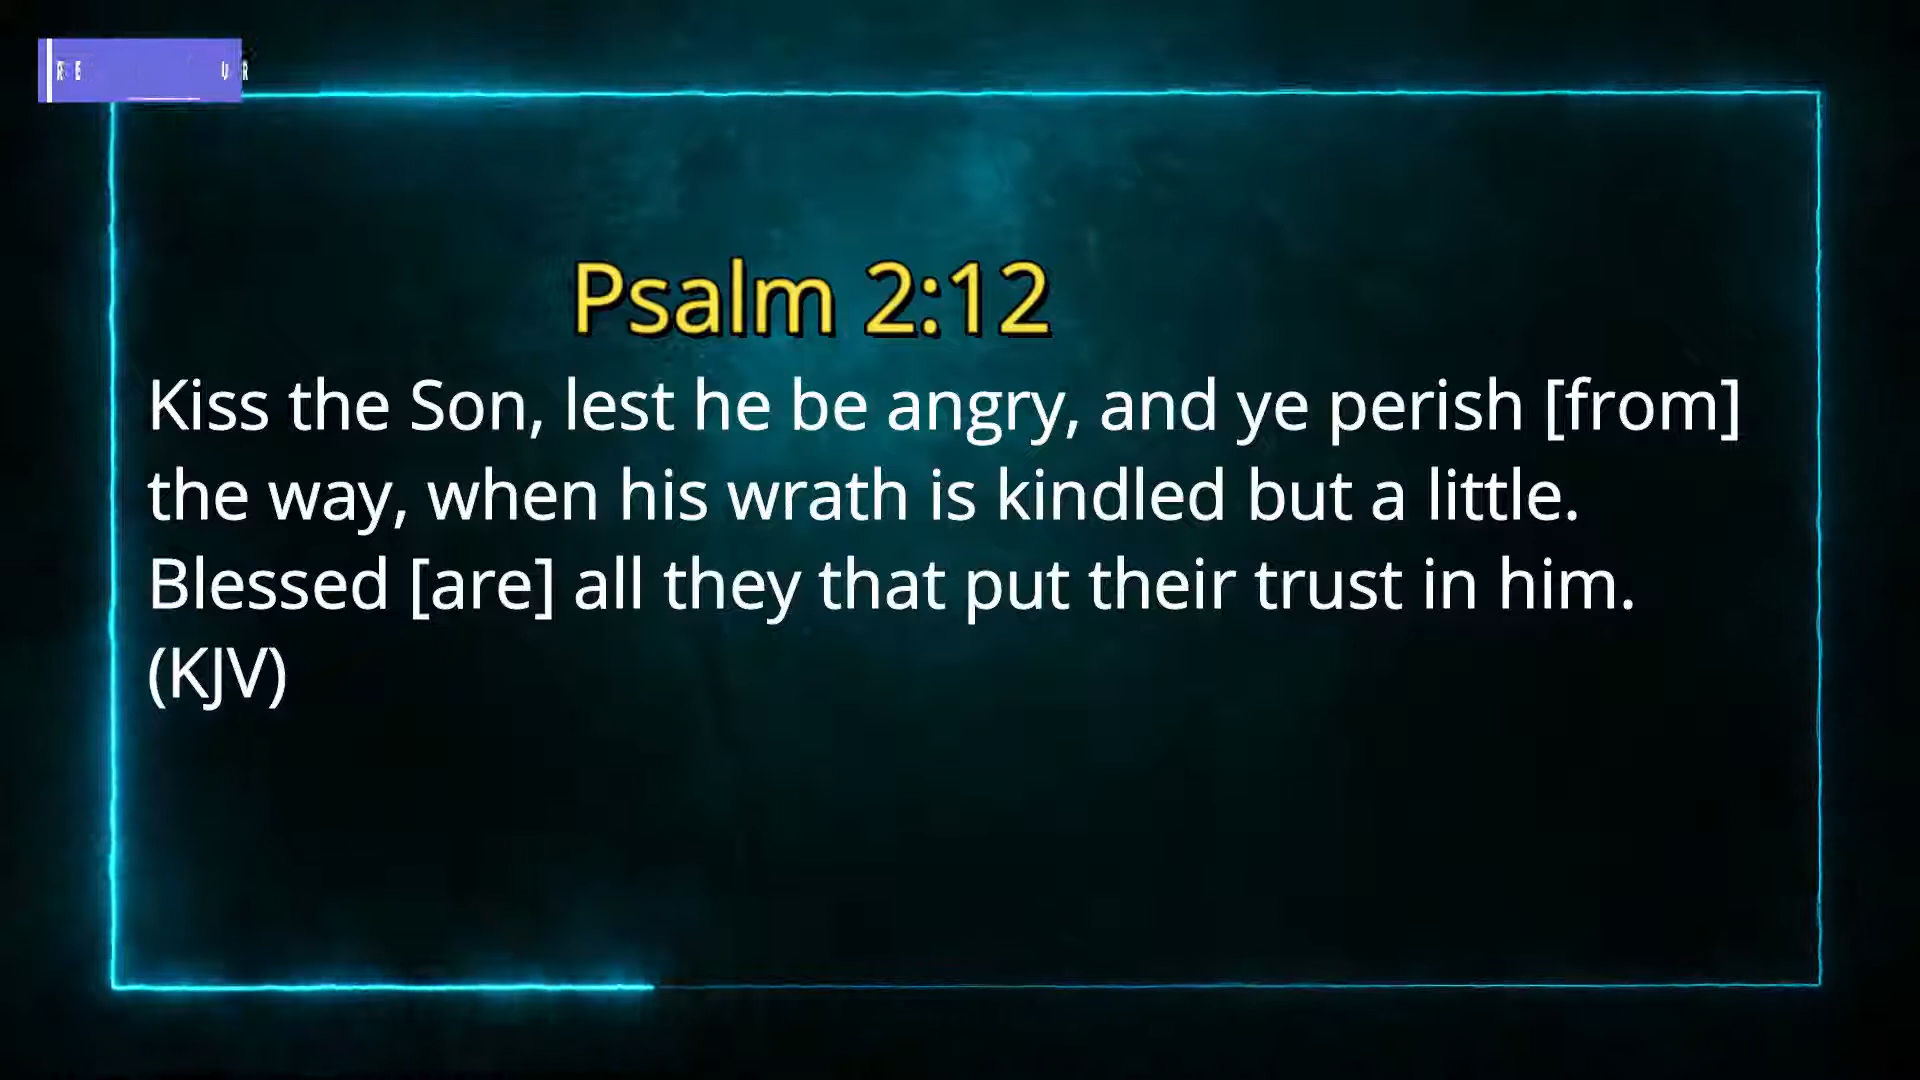 Psalm 2:12
Kiss the Son, lest he be angry, and ye perish [from]
the way, when his wrath is kindled but a little.
Blessed [are] all they that put their trust in him.
(KJV)